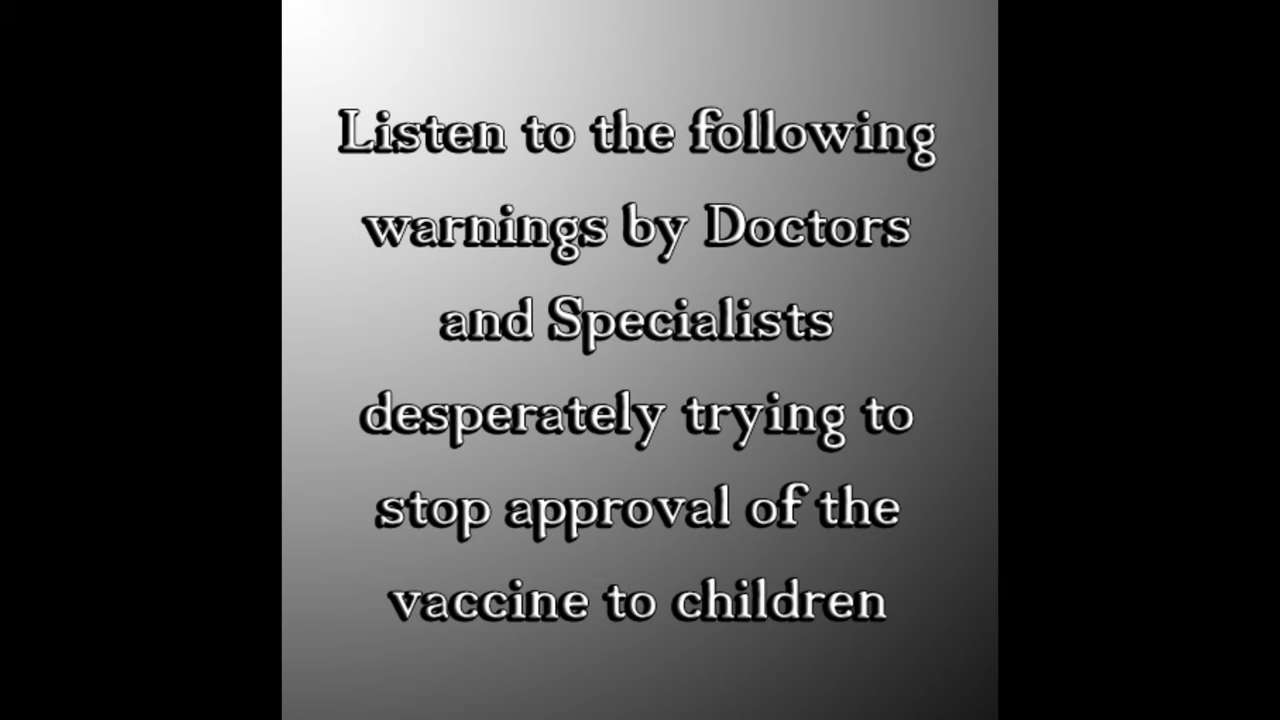 Listen to the following
warnings by Doctors
and Specialists
desperately trying to
stop approval of the
vaccine to children